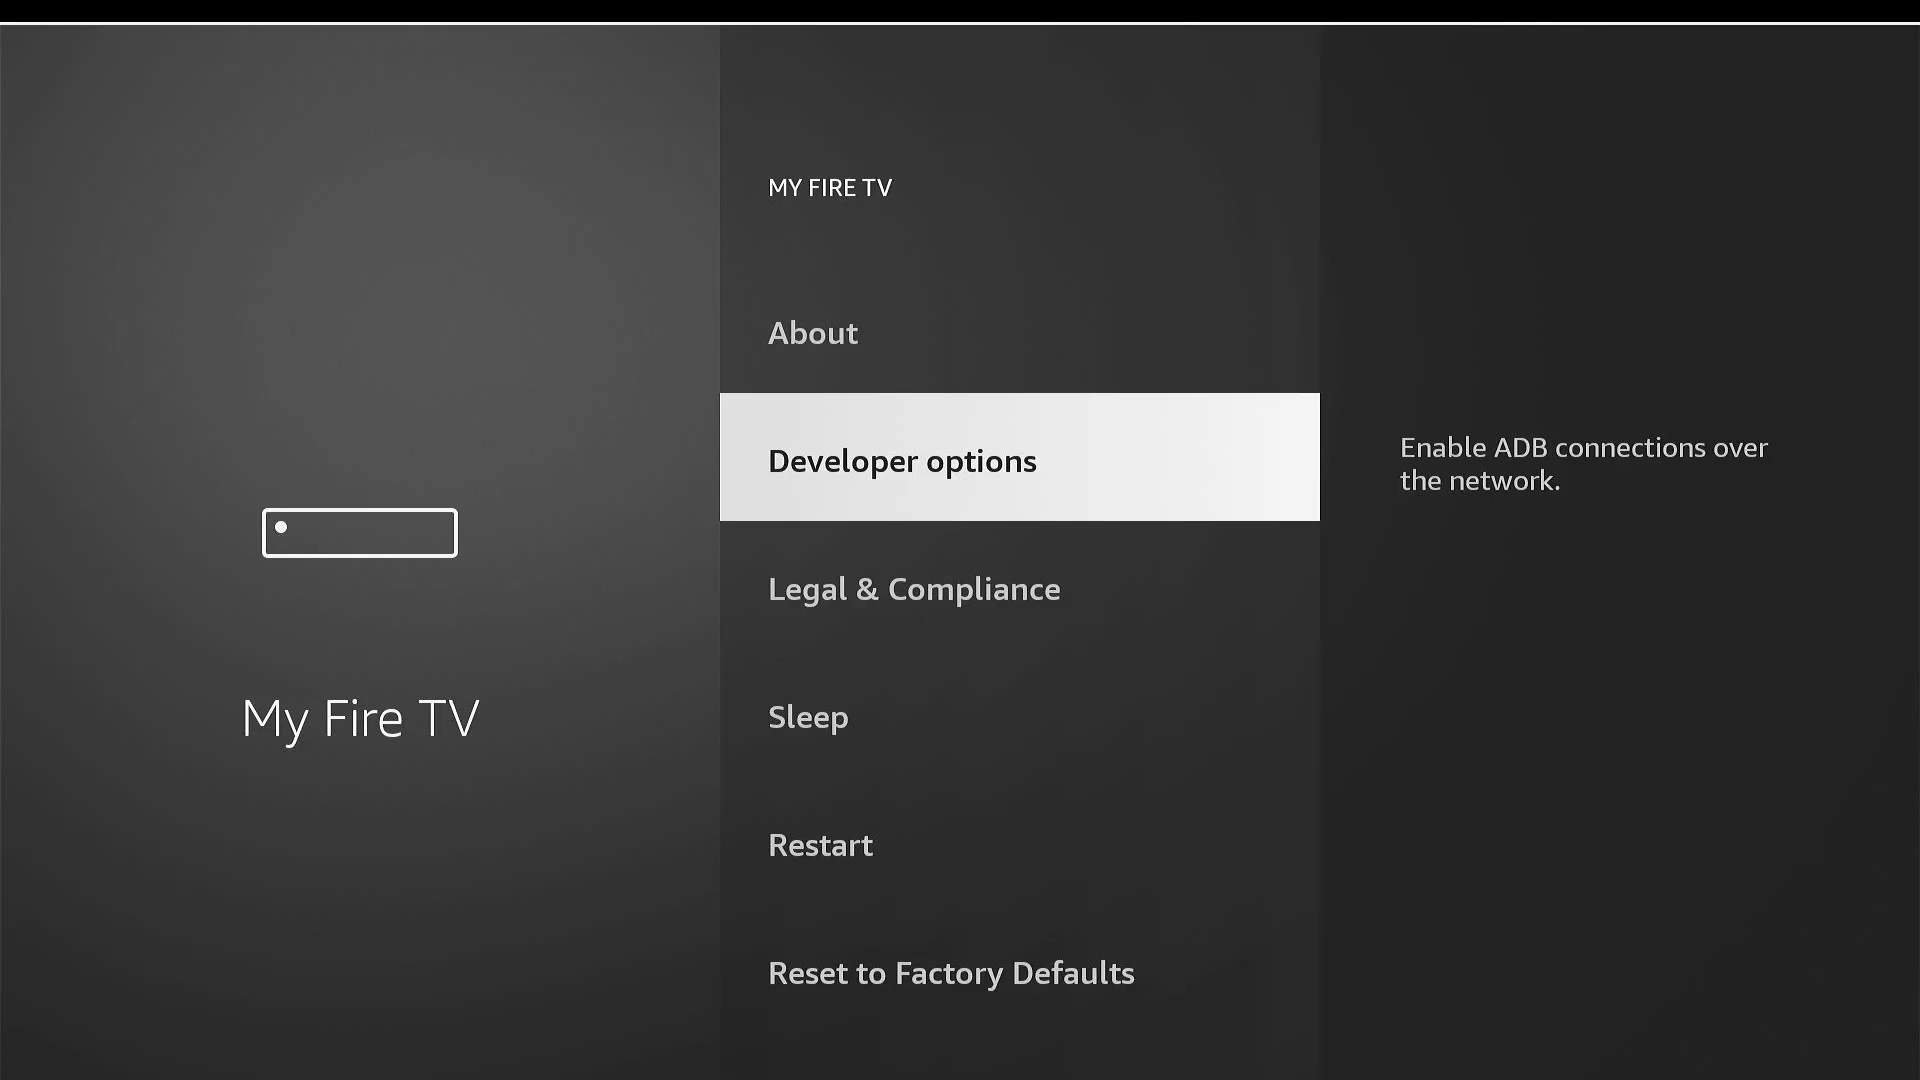 MY FIRE TV
About
Developer options
Enable ADB connections over
the network.
Legal & Compliance
Sleep
My Fire TV
Restart
Reset to Factory Defaults